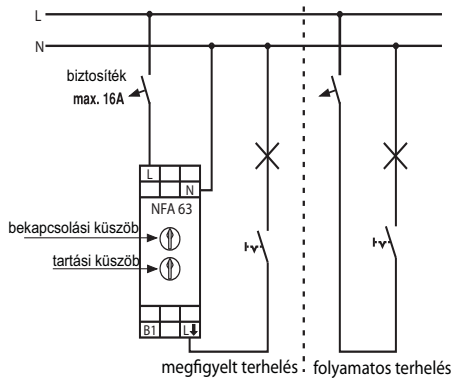 L
N
biztosíték
max. 16A
L
N
NFA 63
bekapcsolási küszöb
tartási küszöb
B1
L
megfigyelt terhelés
folyamatos terhelés